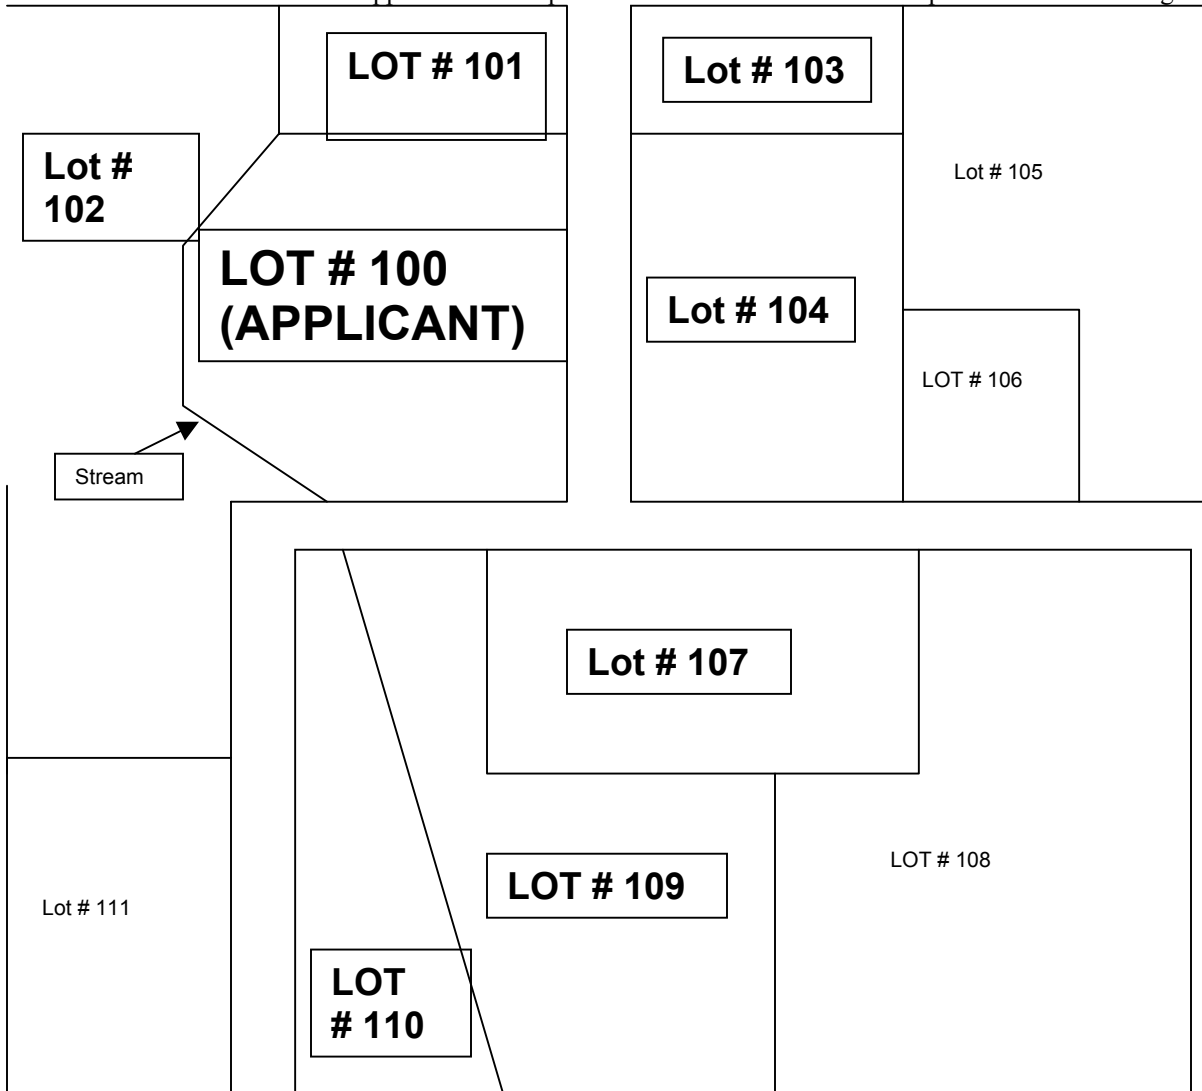 LOT # 101
Lot # 103
Lot #
102
Lot # 105
LOT # 100
(APPLICANT)
Lot # 104
LOT # 106
Stream
Lot # 107
LOT # 108
LOT # 109
Lot # 111
LOT
# 110